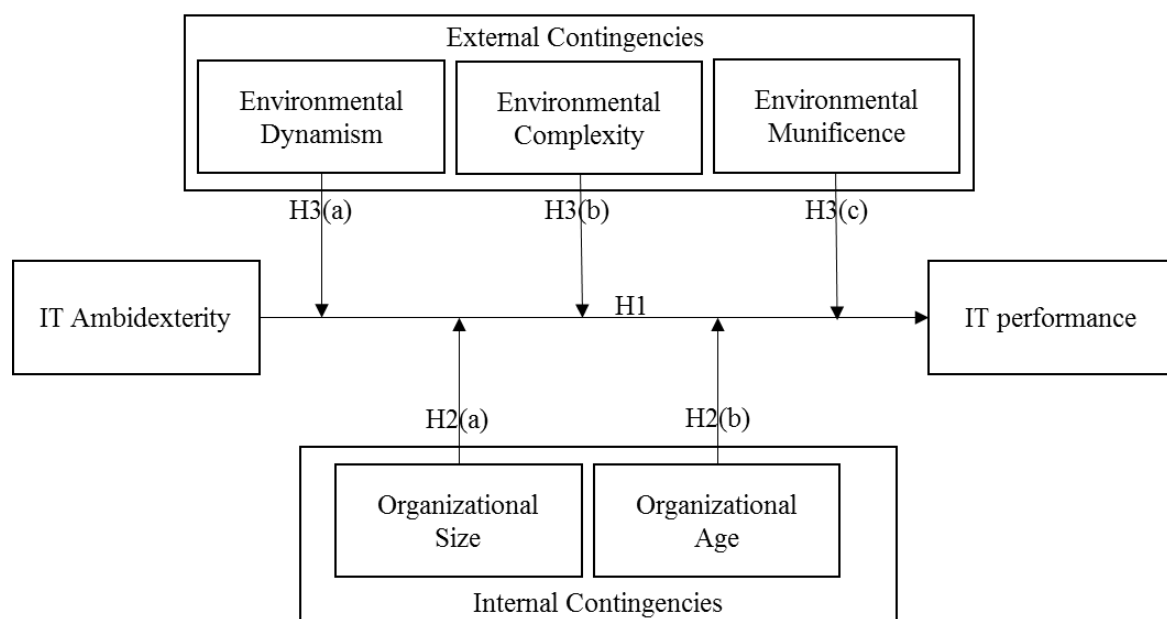 External Contingencies
Environmental
Dynamism
Environmental
Complexity
Environmental
Munificence
H3(a)
H3(b)
H3(c)
IT Ambidexterity
H1
IT performance
H2(a)
H2(b)
Organizational
Size
Organizational
Age
Internal Contingencies